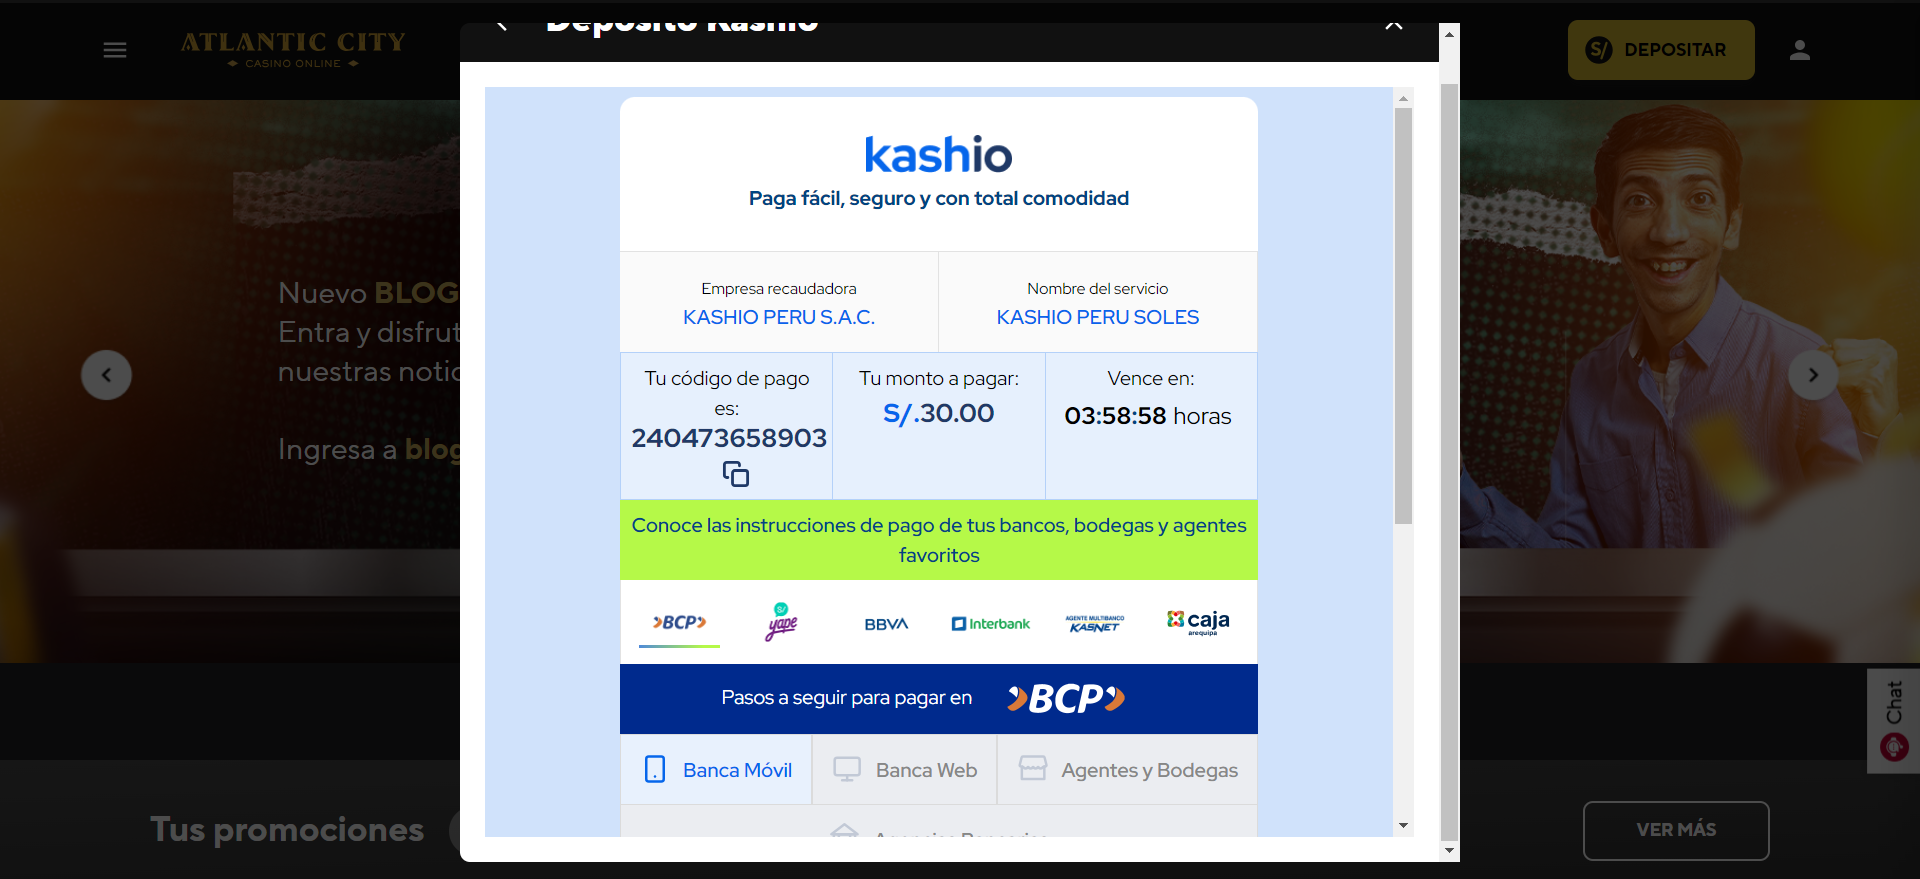 Depósito Kashio
ATLANTIC CITY
CASINO ONLINE
S/ DEPOSITAR
kashio
Paga fácil, seguro y con total comodidad
Empresa recaudadora
KASHIO PERU S.A.C.
Nombre del servicio
KASHIO PERU SOLES
Nuevo BLOG
Entra y disfrut
nuestras notic
Ingresa a blog
Tu código de pago
es:
240473658903
Tu monto a pagar:
S/.30.00
Vence en:
03:58:58 horas
Conoce las instrucciones de pago de tus bancos, bodegas y agentes
favoritos
BCP
S/
yape
BBVA
Interbank
AGENTE MULTIBANCO
KASNET
caja
arequipa
Pasos a seguir para pagar en BCP
Banca Móvil
Banca Web
Agentes y Bodegas
Agencias Bancarias
Chat
Tus promociones
VER MÁS